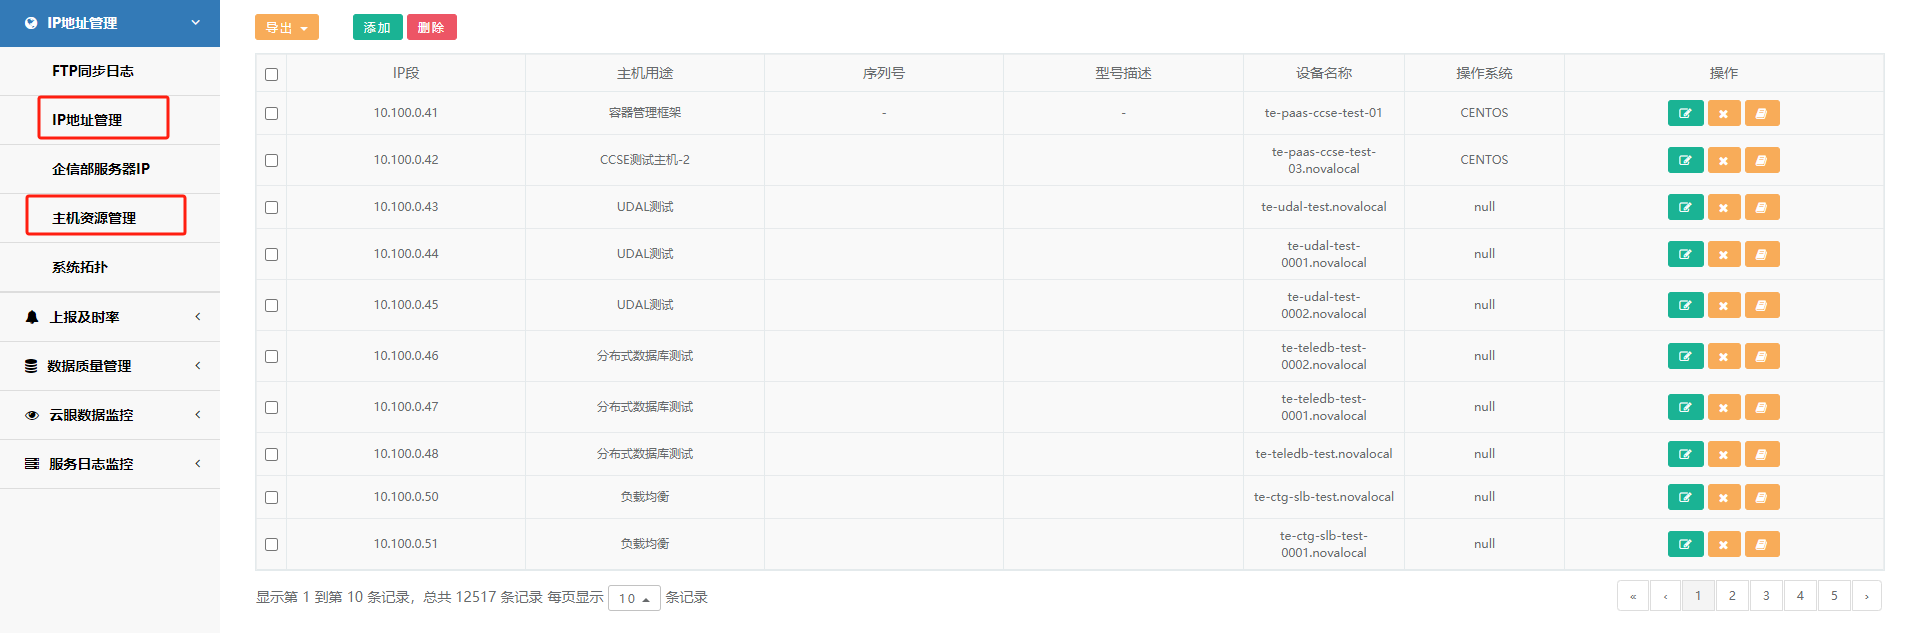 IP地址管理
FTP同步日志
IP地址管理
企信部服务器IP
主机资源管理
系统拓扑
上报及时率
数据质量管理
云眼数据监控
服务日志监控
导出 添加 删除
IP段 主机用途 序列号 型号描述 设备名称 操作系统 操作
10.100.0.41 容器管理框架 - - te-paas-ccse-test-01 CENTOS
10.100.0.42 CCSE测试主机-2 te-paas-ccse-test-
03.novalocal CENTOS
10.100.0.43 UDAL测试 te-udal-test.novalocal null
10.100.0.44 UDAL测试 te-udal-test-
0001.novalocal null
10.100.0.45 UDAL测试 te-udal-test-
0002.novalocal null
10.100.0.46 分布式数据库测试 te-teledb-test-
0002.novalocal null
10.100.0.47 分布式数据库测试 te-teledb-test-
0001.novalocal null
10.100.0.48 分布式数据库测试 te-teledb-test.novalocal null
10.100.0.50 负载均衡 te-ctg-slb-test.novalocal null
10.100.0.51 负载均衡 te-ctg-slb-test-
0001.novalocal null
显示第 1 到第 10 条记录，总共 12517 条记录 每页显示 10 条记录
« ‹ 1 2 3 4 5 ›